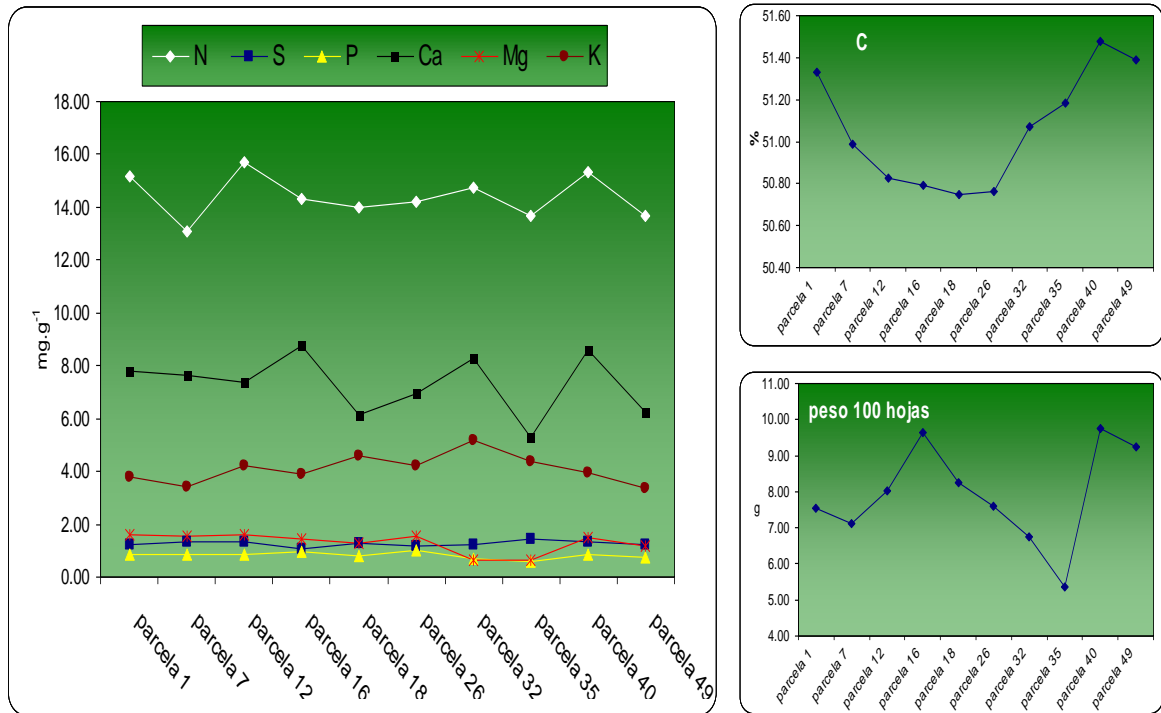 N S P Ca Mg K
18.00
16.00
14.00
12.00
10.00
8.00
6.00
4.00
2.00
0.00
mg.g⁻¹
parcela 1
parcela 7
parcela 12
parcela 16
parcela 18
parcela 26
parcela 32
parcela 35
parcela 40
parcela 49
C
51.60
51.40
51.20
51.00
50.80
50.60
50.40
%
parcela 1
parcela 7
parcela 12
parcela 16
parcela 18
parcela 26
parcela 32
parcela 35
parcela 40
parcela 49
peso 100 hojas
11.00
10.00
9.00
8.00
7.00
6.00
5.00
4.00
g
parcela 1
parcela 7
parcela 12
parcela 16
parcela 18
parcela 26
parcela 32
parcela 35
parcela 40
parcela 49